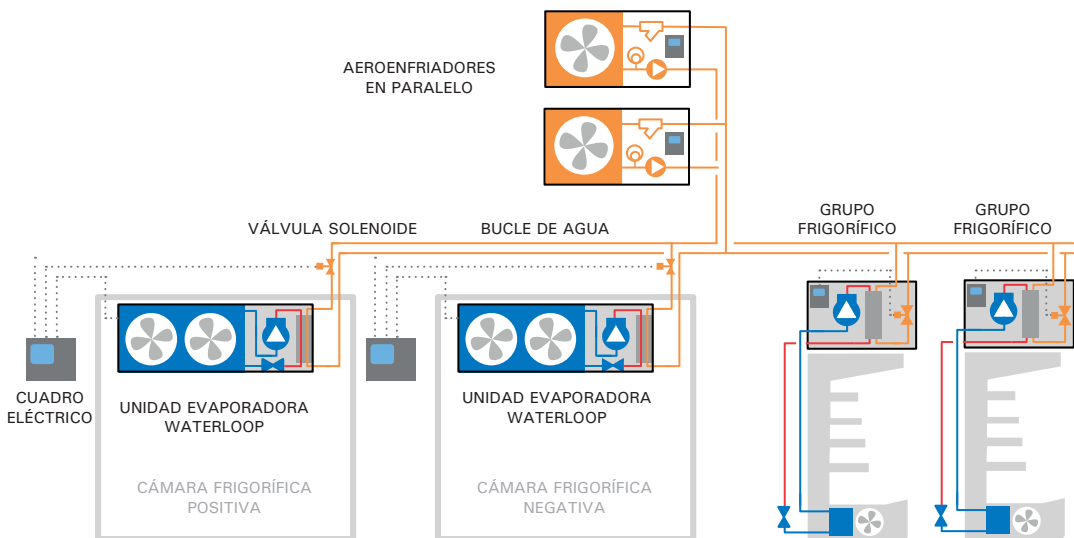 AEROENFRIADORES
EN PARALELO
VÁLVULA SOLENOIDE
BUCLE DE AGUA
GRUPO
FRIGORÍFICO
GRUPO
FRIGORÍFICO
CUADRO
ELÉCTRICO
UNIDAD EVAPORADORA
WATERLOOP
UNIDAD EVAPORADORA
WATERLOOP
CÁMARA FRIGORÍFICA
POSITIVA
CÁMARA FRIGORÍFICA
NEGATIVA